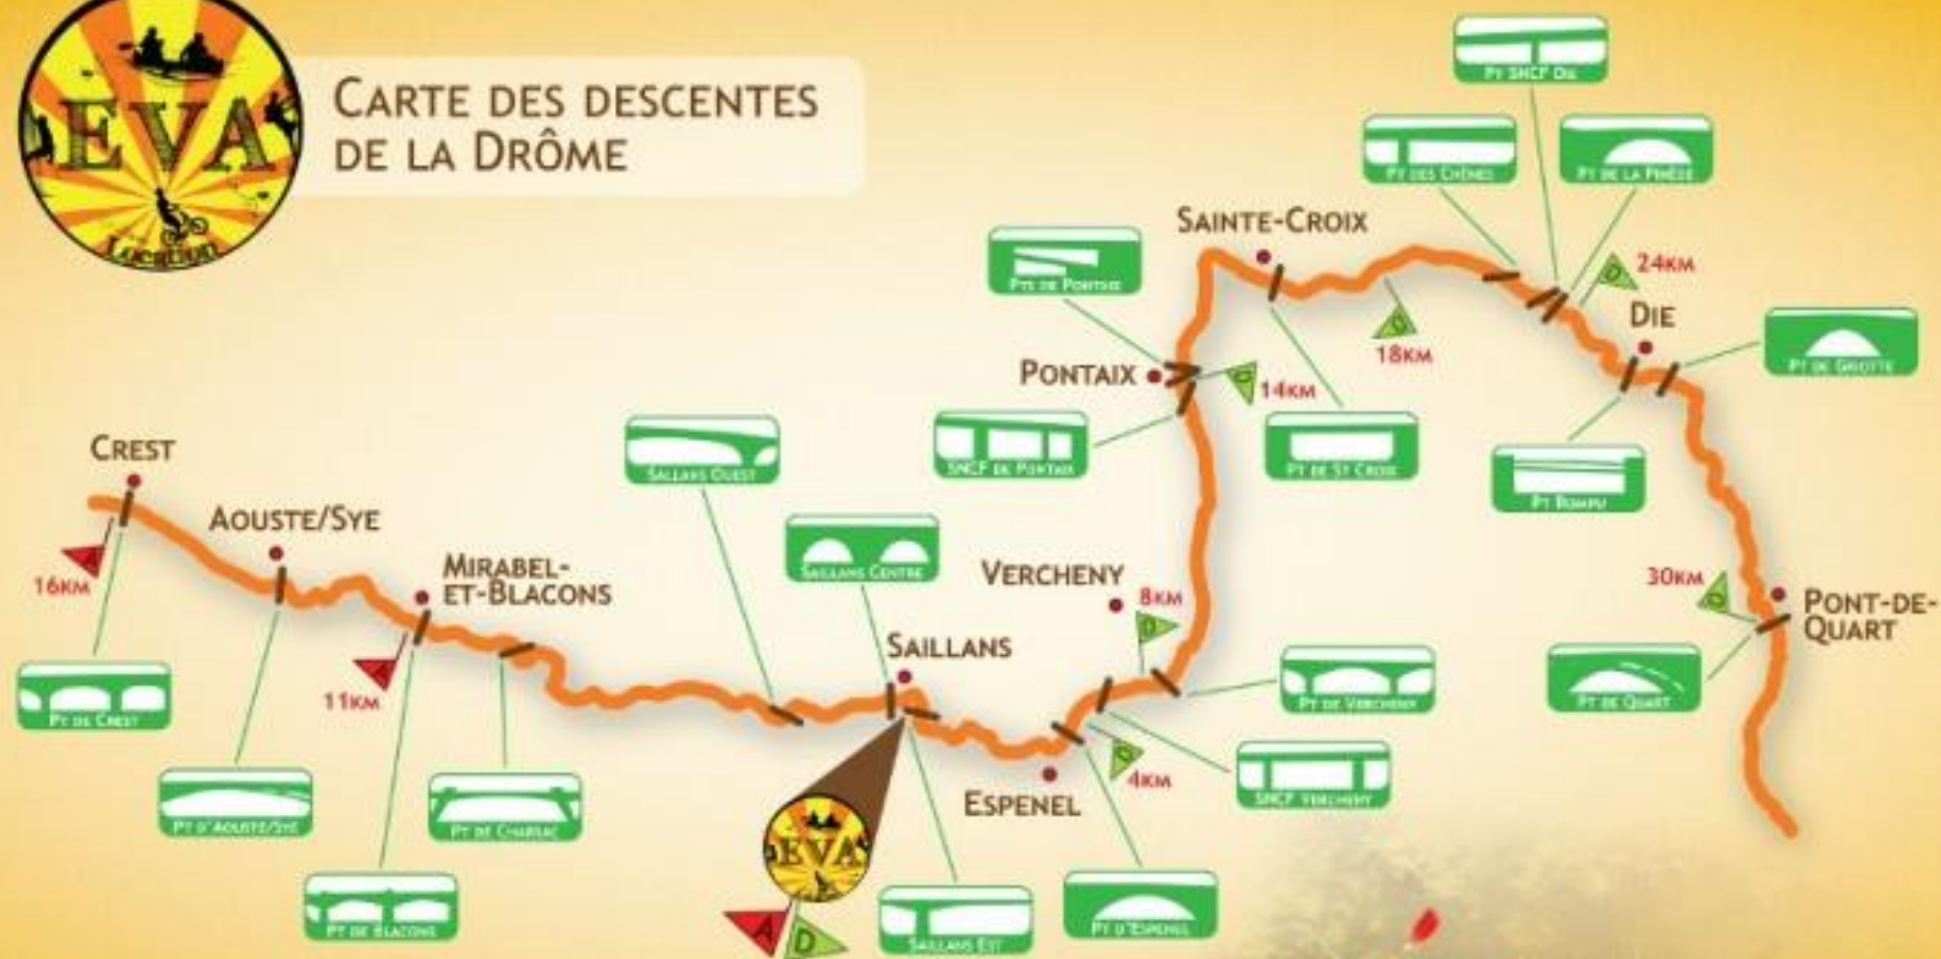 EVA
Location
CARTE DES DESCENTES
DE LA DRÔME
PT SNCF DIE
PT DES CHÊNES
PT DE LA PINÈDE
SAINTE-CROIX
PTS DE PONTAIX
D
24KM
DIE
PT DE GRIOTTE
D
18KM
PONTAIX
D
14KM
SNCF DE PONTAIX
PT DE ST CROIX
PT ROMPU
CREST
SAILLANS OUEST
AOUSTE/SYE
SAILLANS CENTRE
VERCHENY
MIRABEL-
ET-BLACONS
8KM
D
16KM
30KM
D
PONT-DE-
QUART
SAILLANS
11KM
PT DE CREST
PT DE VERCHENY
PT DE QUART
D
4KM
ESPENEL
SNCF VERCHENY
PT D'AOUSTE/SYE
EVA
PT DE BLACONS
A
D
SAILLANS EST
PT D'ESPENEL